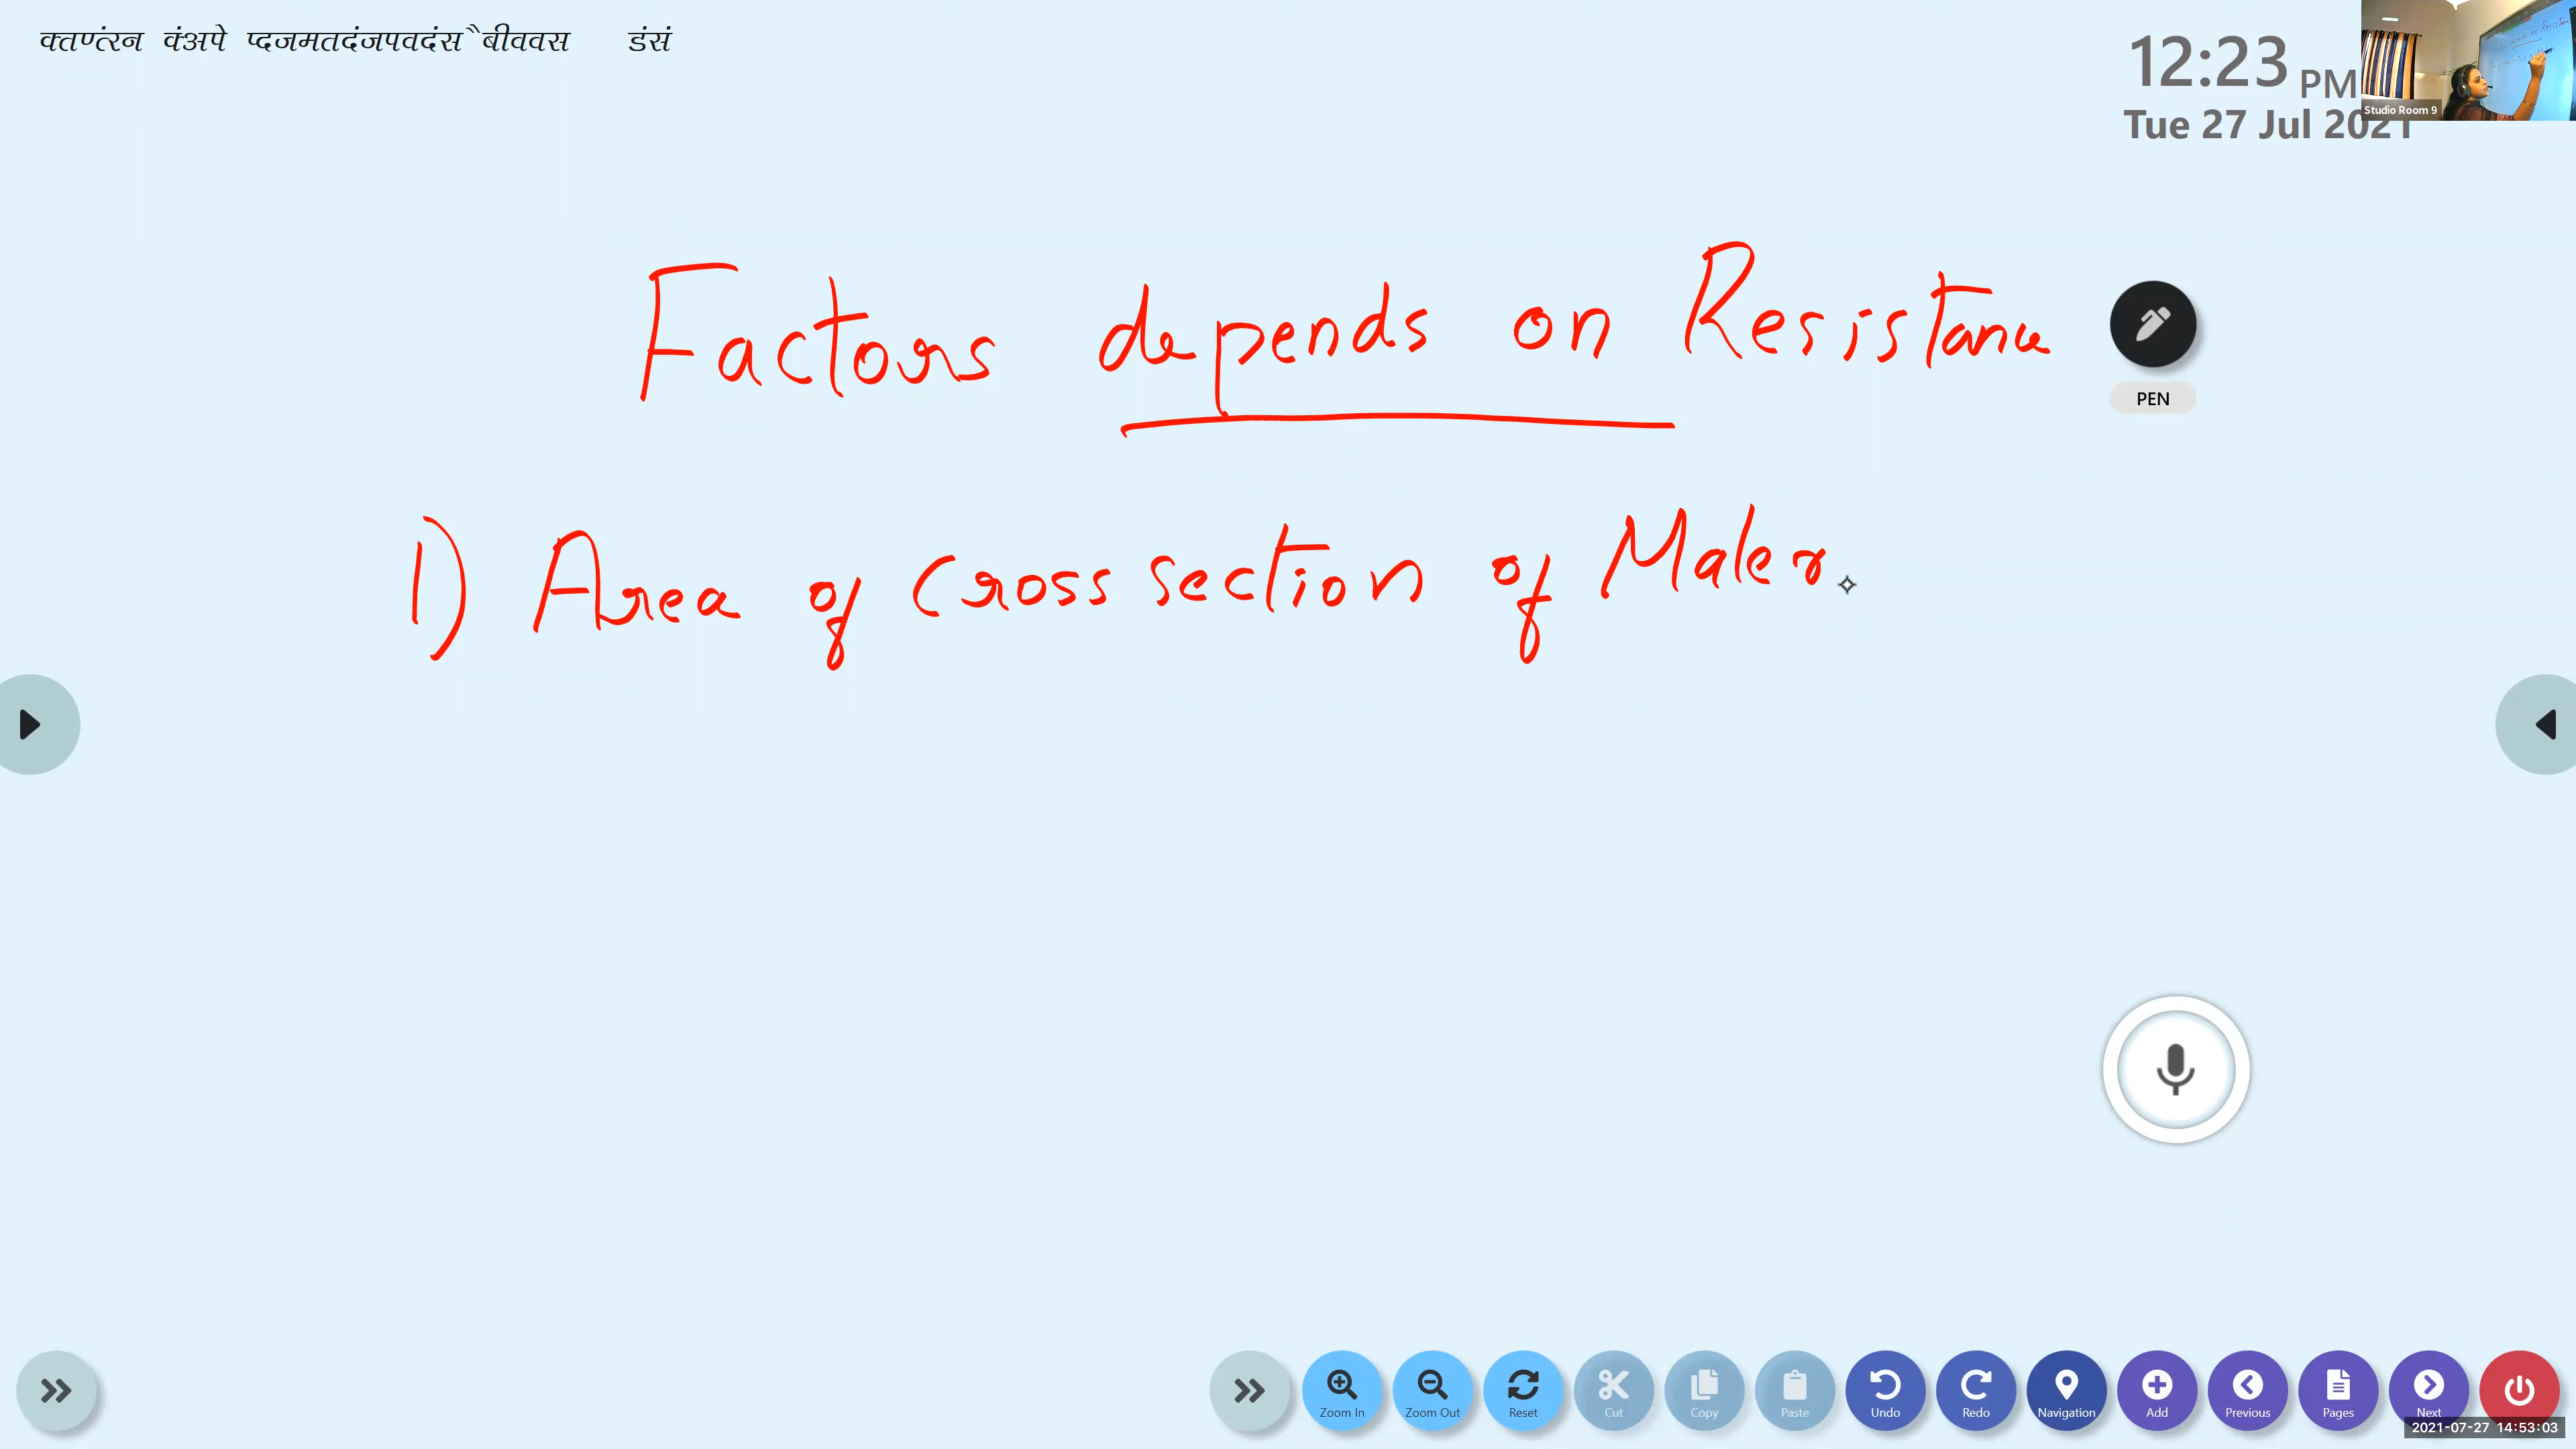 क्तण्तंरन कंअपे प्दजमतदंजपवदंस ैबीववस डंसं
12:23 PM
Tue 27 Jul 2021
Studio Room 9
Factors depends on Resistance
PEN
1) Area of cross section of Mater
Zoom In Zoom Out Reset Cut Copy Paste Undo Redo Navigation Add Previous Pages Next
2021-07-27 14:53:03